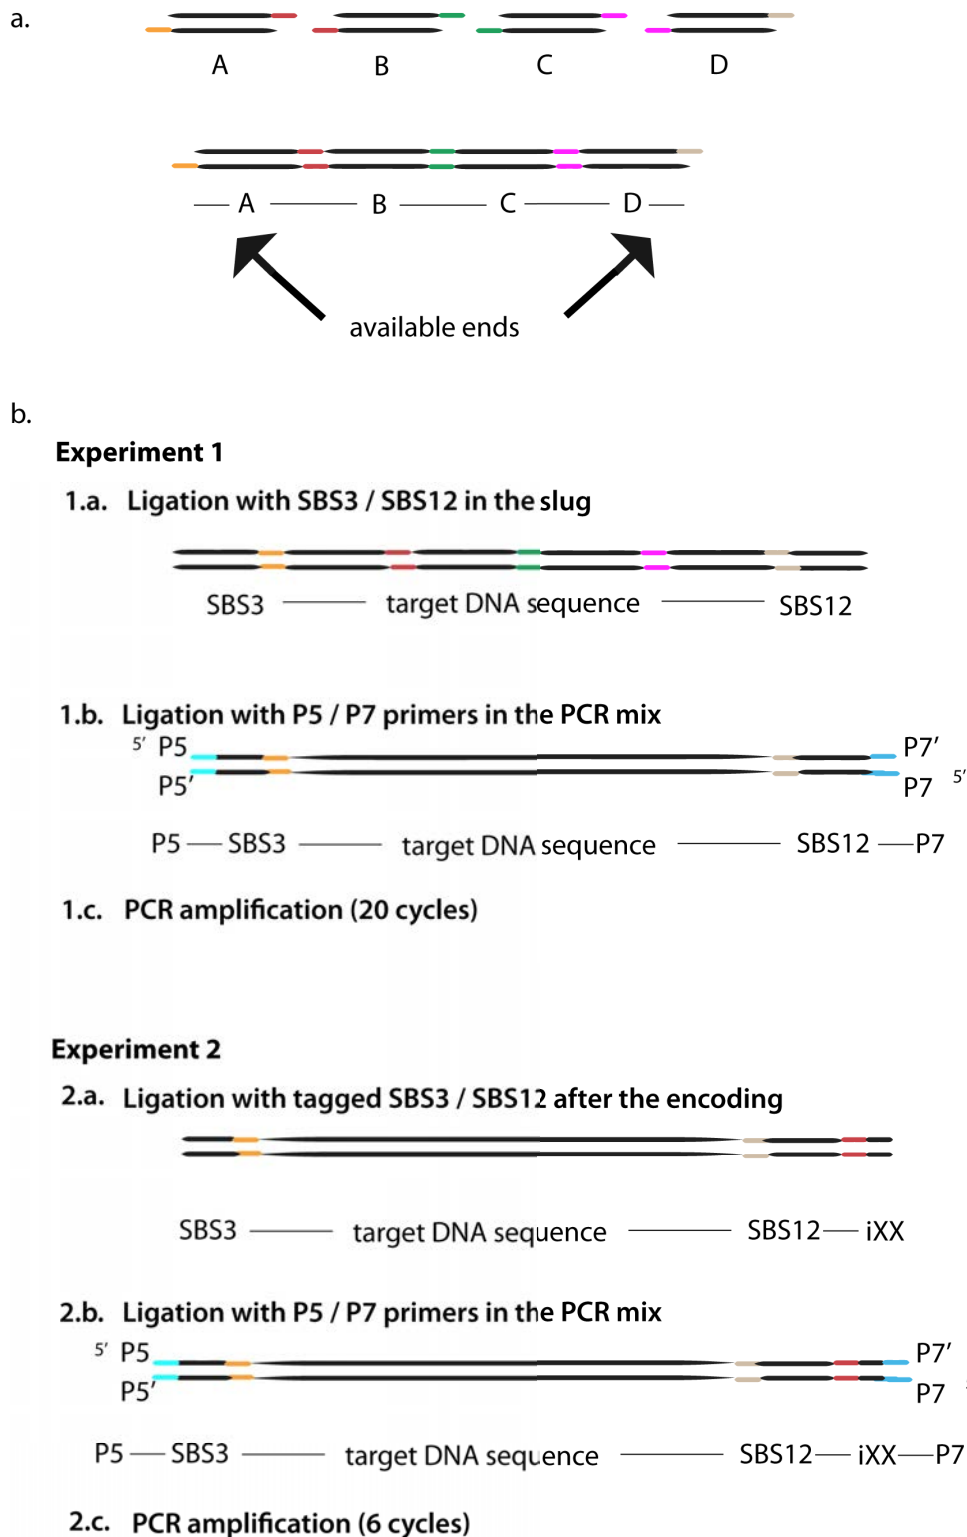 a.
A B C D
A B C D
available ends
b.
Experiment 1
1.a. Ligation with SBS3 / SBS12 in the slug
SBS3 target DNA sequence SBS12
1.b. Ligation with P5 / P7 primers in the PCR mix
5' P5 P7'
P5' P7 5'
P5 SBS3 target DNA sequence SBS12 P7
1.c. PCR amplification (20 cycles)
Experiment 2
2.a. Ligation with tagged SBS3 / SBS12 after the encoding
SBS3 target DNA sequence SBS12 iXX
2.b. Ligation with P5 / P7 primers in the PCR mix
5' P5 P7'
P5' P7
P5 SBS3 target DNA sequence SBS12 iXX P7
2.c. PCR amplification (6 cycles)